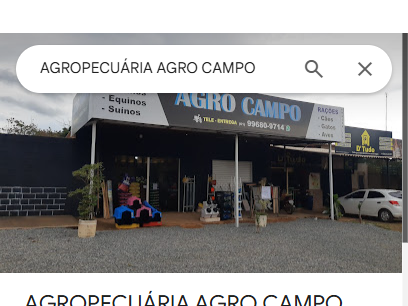 AGROPECUÁRIA AGRO CAMPO
- Equinos
- Suínos
AGRO CAMPO
TELE - ENTREGA
99680-9714
RAÇÕES
- Cães
- Gatos
- Aves
D'Tudo
D'Tudo
AGROPECUÁRIA AGRO CAMPO